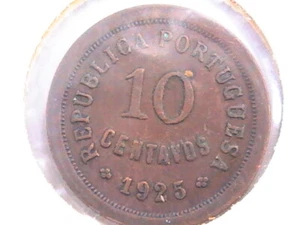 REPUBLICA PORTUGUESA
10
CENTAVOS
1925